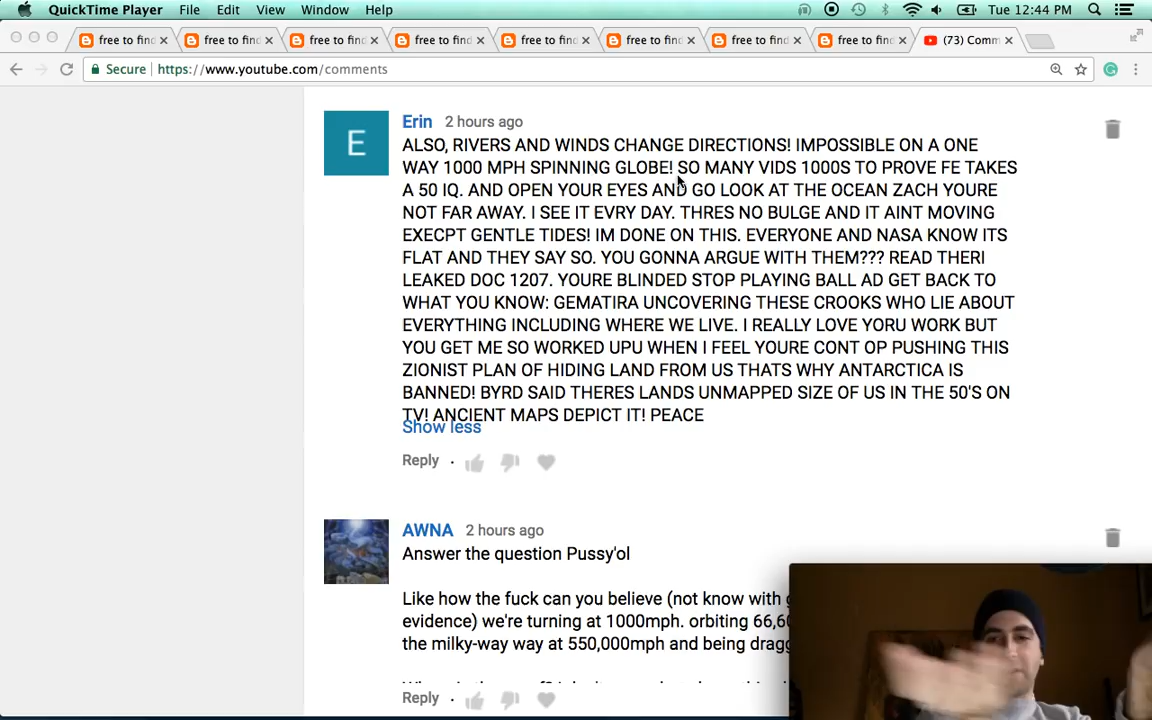 QuickTime Player File Edit View Window Help Tue 12:44 PM
free to find free to find free to find free to find free to find free to find free to find free to find (73) Comm
Secure https://www.youtube.com/comments
Erin 2 hours ago
ALSO, RIVERS AND WINDS CHANGE DIRECTIONS! IMPOSSIBLE ON A ONE
WAY 1000 MPH SPINNING GLOBE! SO MANY VIDS 1000S TO PROVE FE TAKES
A 50 IQ. AND OPEN YOUR EYES AND GO LOOK AT THE OCEAN ZACH YOURE
NOT FAR AWAY. I SEE IT EVRY DAY. THRES NO BULGE AND IT AINT MOVING
EXECPT GENTLE TIDES! IM DONE ON THIS. EVERYONE AND NASA KNOW ITS
FLAT AND THEY SAY SO. YOU GONNA ARGUE WITH THEM??? READ THERI
LEAKED DOC 1207. YOURE BLINDED STOP PLAYING BALL AD GET BACK TO
WHAT YOU KNOW: GEMATIRA UNCOVERING THESE CROOKS WHO LIE ABOUT
EVERYTHING INCLUDING WHERE WE LIVE. I REALLY LOVE YORU WORK BUT
YOU GET ME SO WORKED UPU WHEN I FEEL YOURE CONT OP PUSHING THIS
ZIONIST PLAN OF HIDING LAND FROM US THATS WHY ANTARCTICA IS
BANNED! BYRD SAID THERES LANDS UNMAPPED SIZE OF US IN THE 50'S ON
TV! ANCIENT MAPS DEPICT IT! PEACE
Show less
Reply
AWNA 2 hours ago
Answer the question Pussy'ol
Like how the fuck can you believe (not know with
evidence) we're turning at 1000mph. orbiting 66,6
the milky-way way at 550,000mph and being drag
Reply